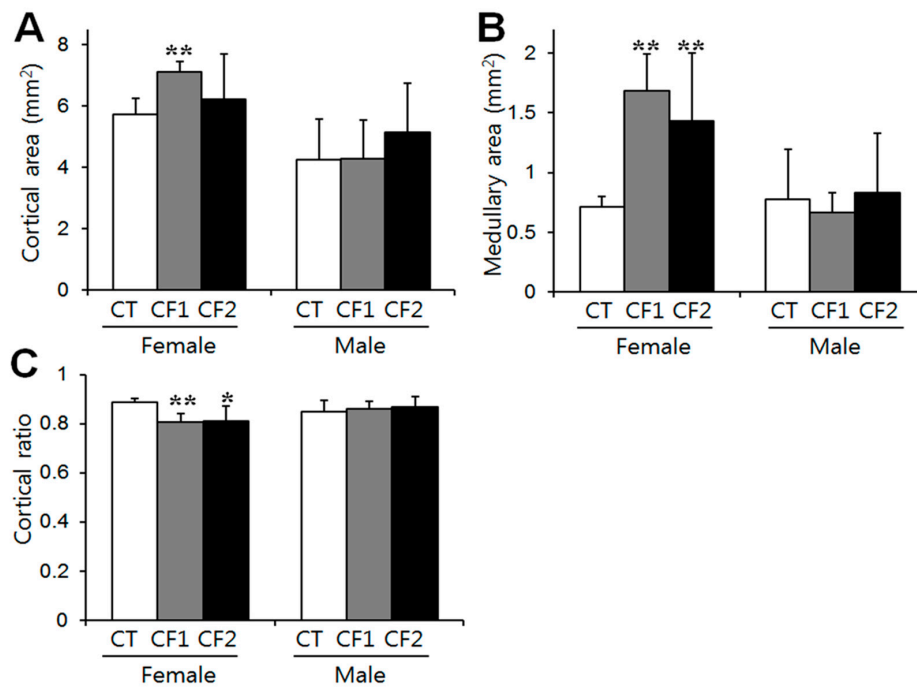 A
Cortical area (mm²)
8
6
4
2
0
**
CT CF1 CF2
CT CF1 CF2
Female
Male
B
Medullary area (mm²)
2
1.5
1
0.5
0
** **
CT CF1 CF2
CT CF1 CF2
Female
Male
C
Cortical ratio
1
0.8
0.6
0.4
0.2
0
** *
CT CF1 CF2
CT CF1 CF2
Female
Male